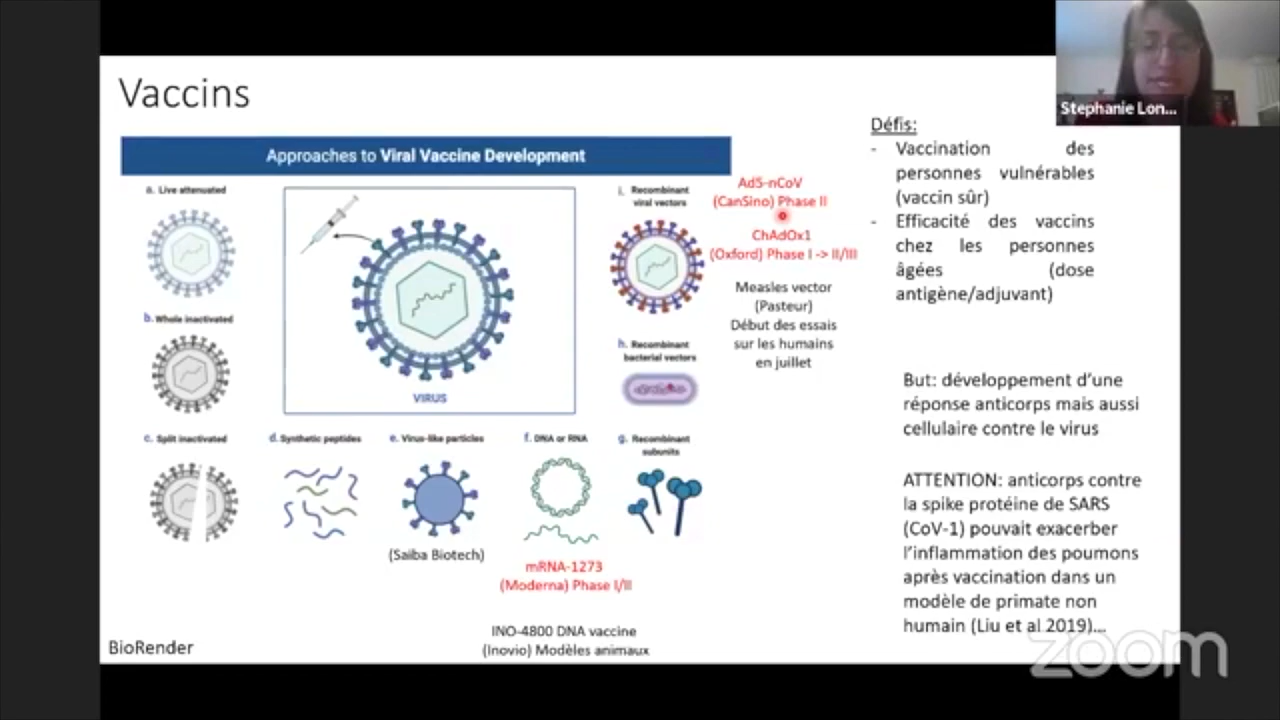 Vaccins
Stephanie Lon...
Approaches to Viral Vaccine Development
a. Live attenuated
b. Whole inactivated
c. Split inactivated
d. Synthetic peptides
e. Virus-like particles
f. DNA or RNA
g. Recombinant
subunits
h. Recombinant
bacterial vectors
i. Recombinant
viral vectors
VIRUS
(Saiba Biotech)
mRNA-1273
(Moderna) Phase I/II
INO-4800 DNA vaccine
(Inovio) Modèles animaux
Ad5-nCoV
(CanSino) Phase II
ChAdOx1
(Oxford) Phase I -> II/III
Measles vector
(Pasteur)
Début des essais
sur les humains
en juillet
Défis:
- Vaccination des
personnes vulnérables
(vaccin sûr)
- Efficacité des vaccins
chez les personnes
âgées (dose
antigène/adjuvant)
But: développement d’une
réponse anticorps mais aussi
cellulaire contre le virus
ATTENTION: anticorps contre
la spike protéine de SARS
(CoV-1) pouvait exacerber
l’inflammation des poumons
après vaccination dans un
modèle de primate non
humain (Liu et al 2019)...
BioRender
zoom